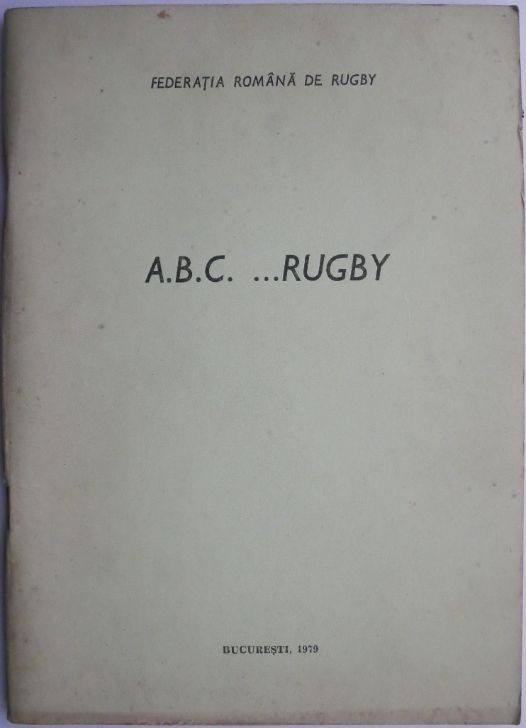 FEDERAȚIA ROMÂNĂ DE RUGBY
A.B.C. ...RUGBY
BUCUREȘTI, 1979